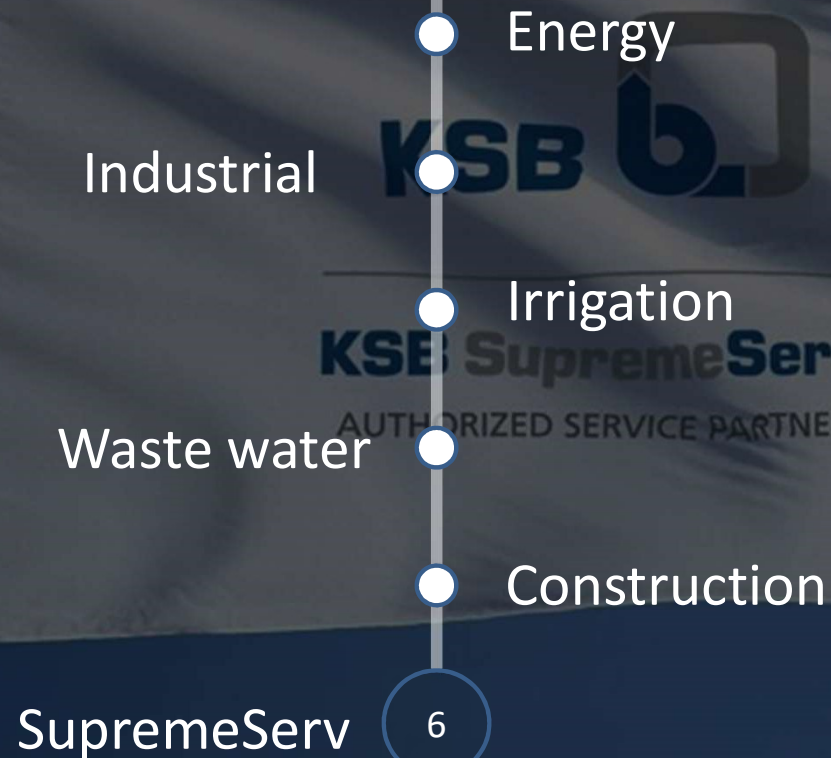 Energy
KSB b.
Industrial
Irrigation
KSB SupremeSer
AUTHORIZED SERVICE PARTNE
Waste water
Construction
SupremeServ
6